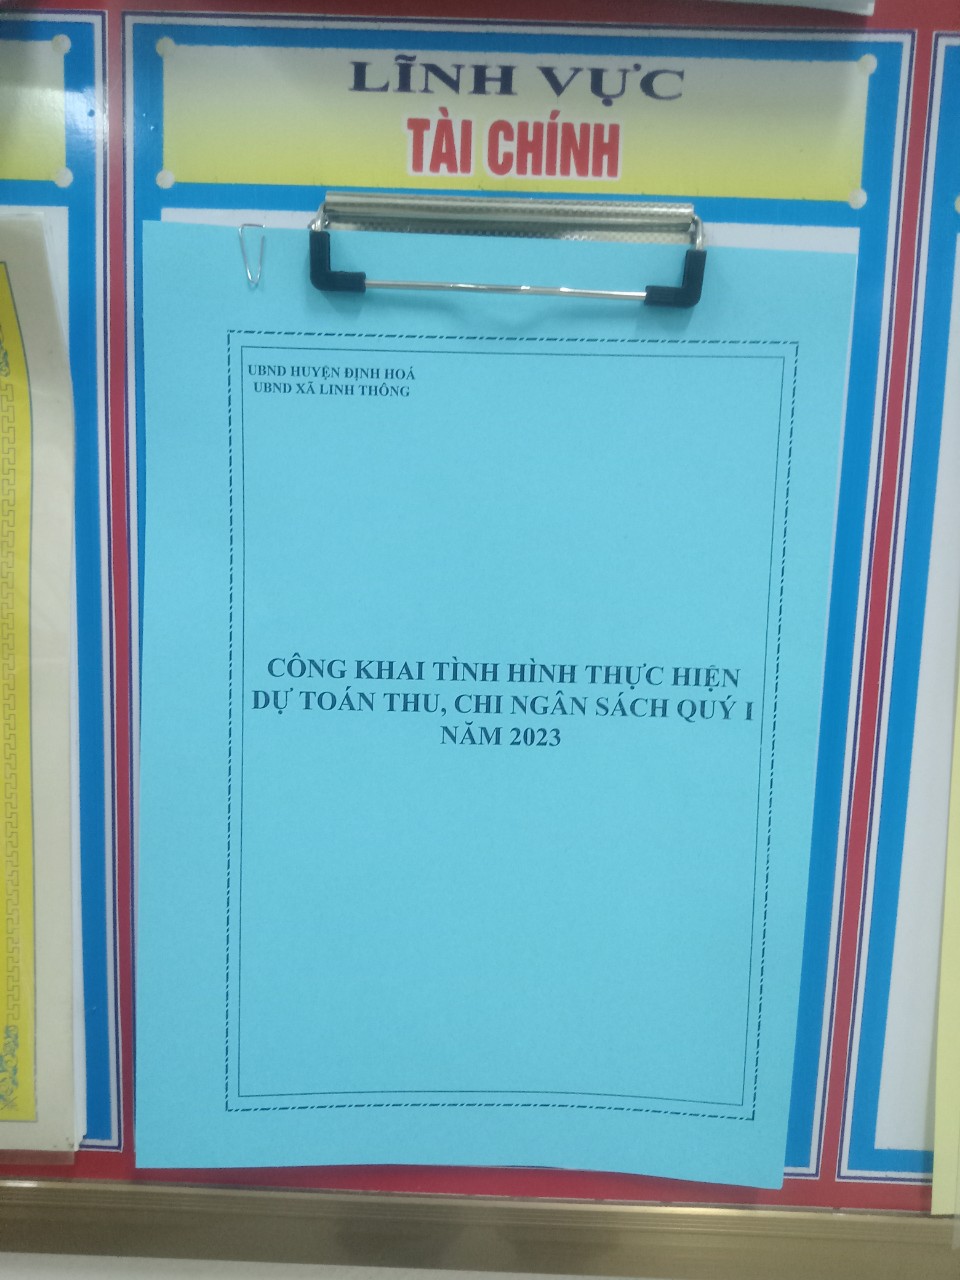 LĨNH VỰC
TÀI CHÍNH
UBND HUYỆN ĐỊNH HOÁ
UBND XÃ LINH THÔNG
CÔNG KHAI TÌNH HÌNH THỰC HIỆN
DỰ TOÁN THU, CHI NGÂN SÁCH QUÝ I
NĂM 2023